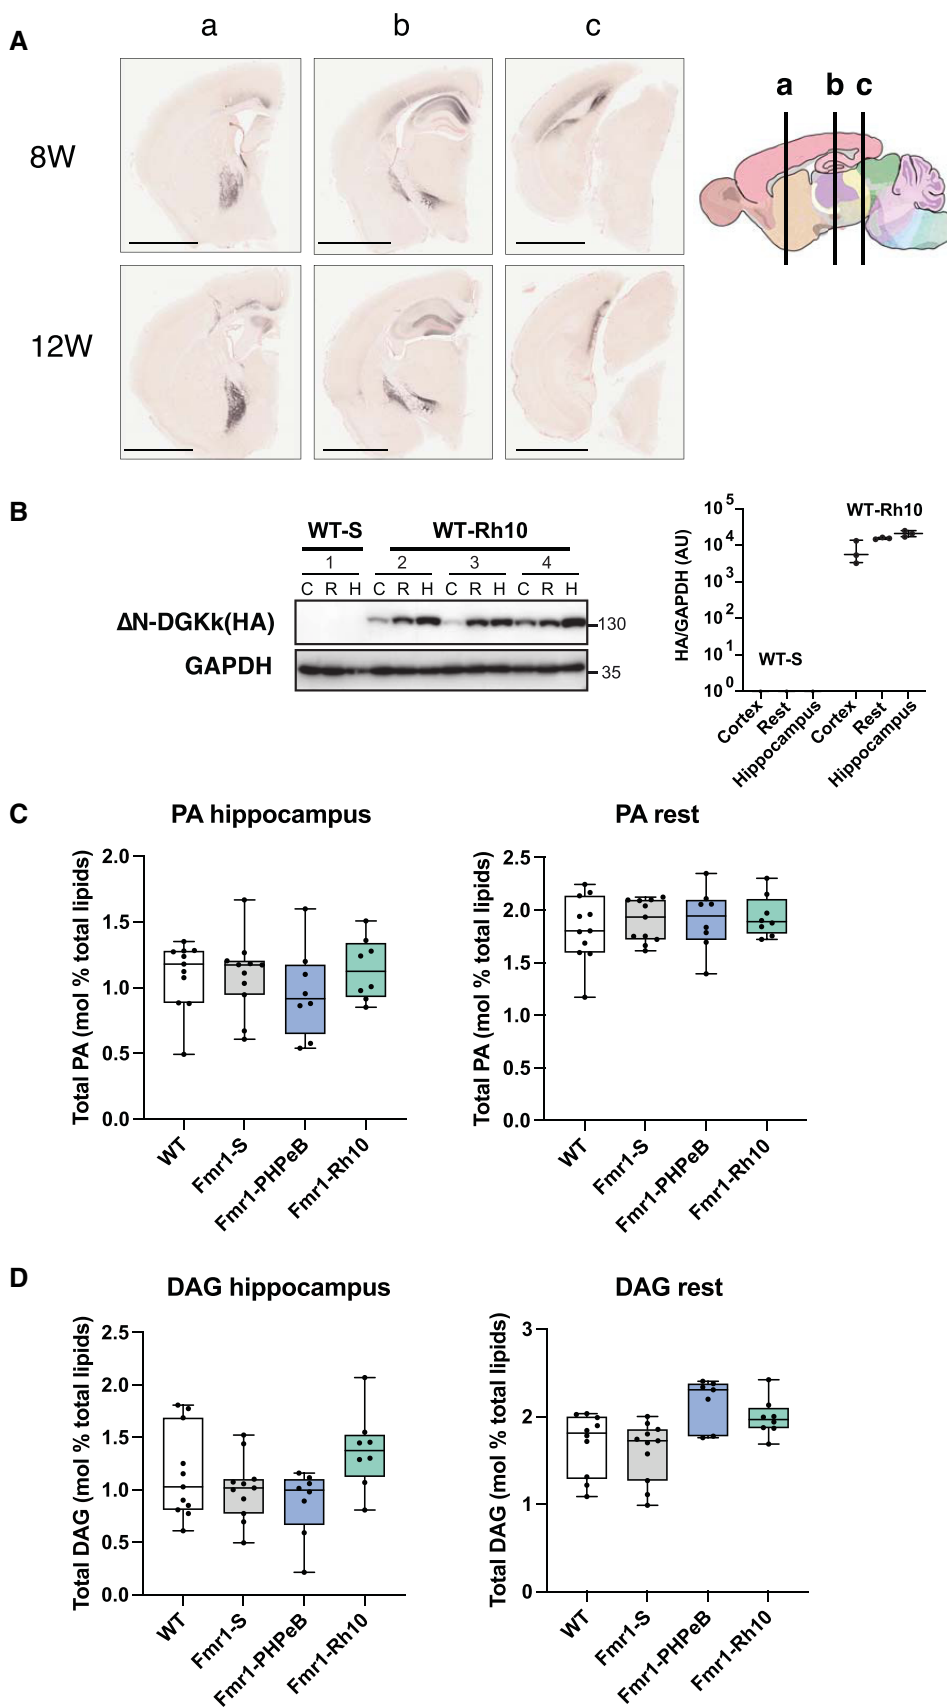 A
a b c
a b c
8W
12W
B
WT-S WT-Rh10
1 2 3 4
C R H C R H C R H C R H
ΔN-DGKk(HA)
130
GAPDH
35
HA/GAPDH (AU)
10^5
10^4
10^3
10^2
10^1
10^0
WT-Rh10
WT-S
Cortex
Rest
Hippocampus
Cortex
Rest
Hippocampus
C
PA hippocampus
Total PA (mol % total lipids)
2.0
1.5
1.0
0.5
0.0
WT
Fmr1-S
Fmr1-PHPeB
Fmr1-Rh10
PA rest
Total PA (mol % total lipids)
2.5
2.0
1.5
1.0
0.5
0.0
WT
Fmr1-S
Fmr1-PHPeB
Fmr1-Rh10
D
DAG hippocampus
Total DAG (mol % total lipids)
2.5
2.0
1.5
1.0
0.5
0.0
WT
Fmr1-S
Fmr1-PHPeB
Fmr1-Rh10
DAG rest
Total DAG (mol % total lipids)
3
2
1
0
WT
Fmr1-S
Fmr1-PHPeB
Fmr1-Rh10